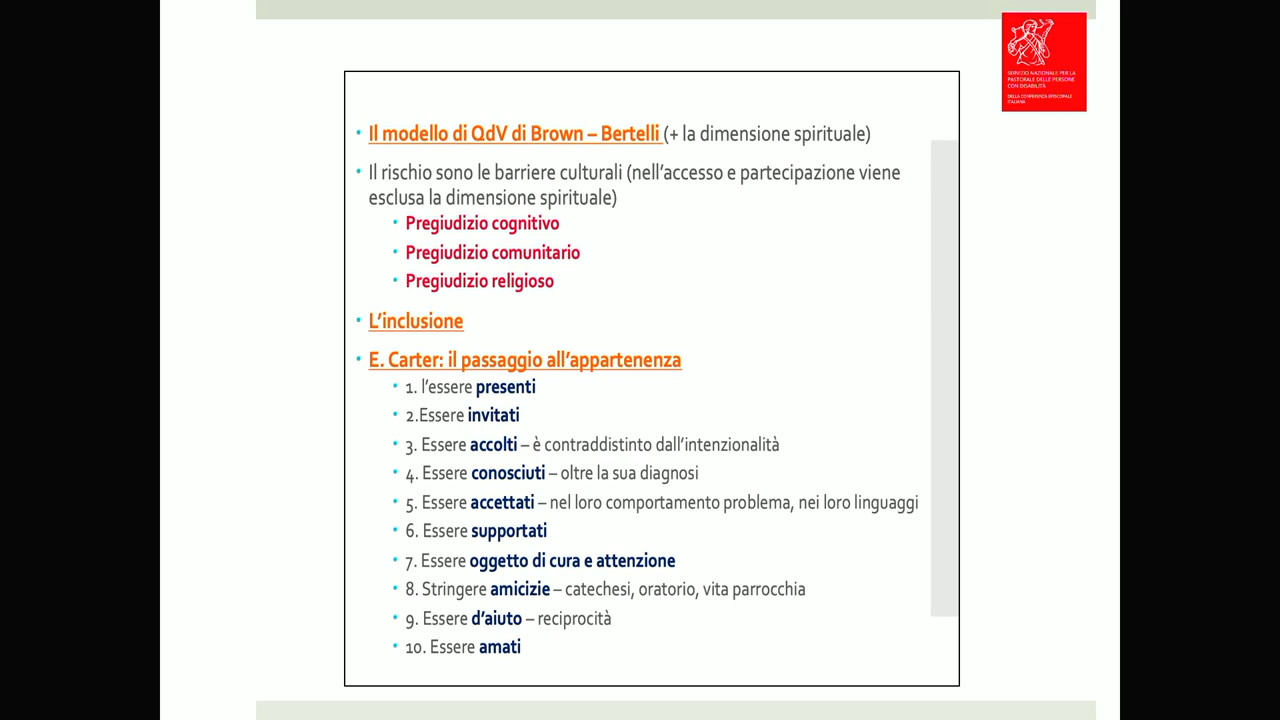 SERVIZIO NAZIONALE PER LA
PASTORALE DELLE PERSONE
CON DISABILITÀ
DELLA CONFERENZA EPISCOPALE
ITALIANA
• Il modello di QdV di Brown – Bertelli (+ la dimensione spirituale)
• Il rischio sono le barriere culturali (nell’accesso e partecipazione viene
esclusa la dimensione spirituale)
• Pregiudizio cognitivo
• Pregiudizio comunitario
• Pregiudizio religioso
• L’inclusione
• E. Carter: il passaggio all’appartenenza
• 1. l’essere presenti
• 2.Essere invitati
• 3. Essere accolti – è contraddistinto dall’intenzionalità
• 4. Essere conosciuti – oltre la sua diagnosi
• 5. Essere accettati – nel loro comportamento problema, nei loro linguaggi
• 6. Essere supportati
• 7. Essere oggetto di cura e attenzione
• 8. Stringere amicizie – catechesi, oratorio, vita parrocchia
• 9. Essere d’aiuto – reciprocità
• 10. Essere amati